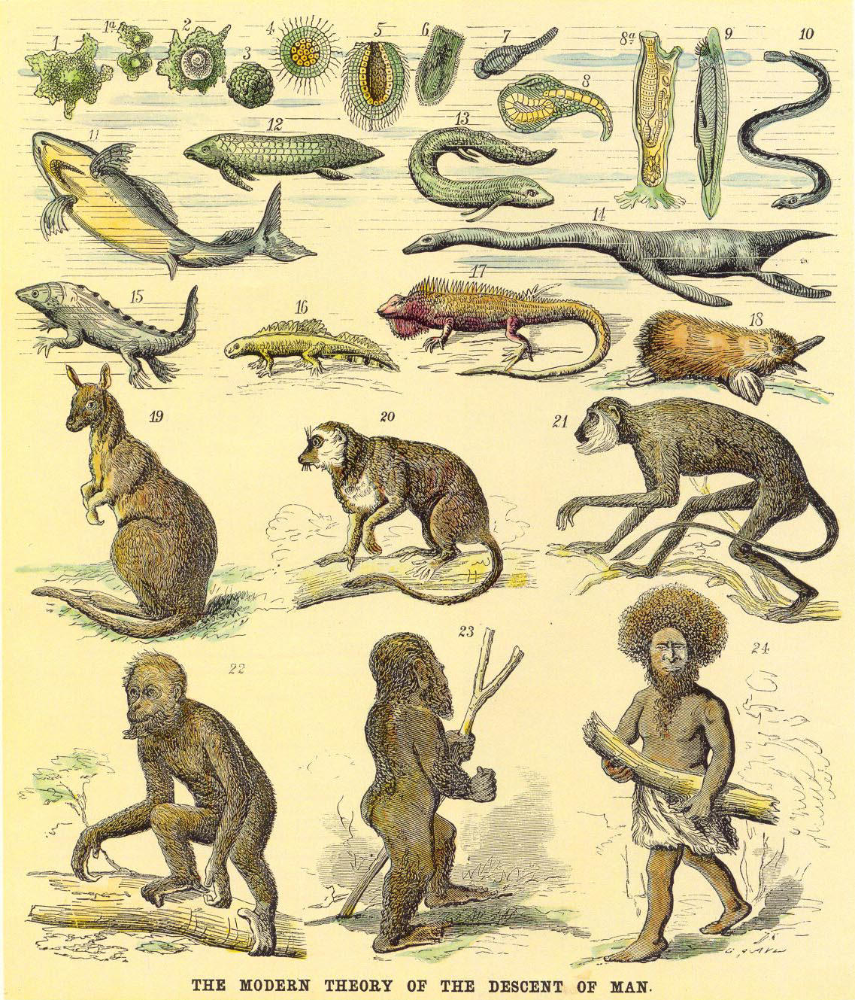 1 1a 2 3 4 5 6 7 8 8a 9 10
11 12 13
14
15 16 17 18
19 20 21
22 23 24
THE MODERN THEORY OF THE DESCENT OF MAN.